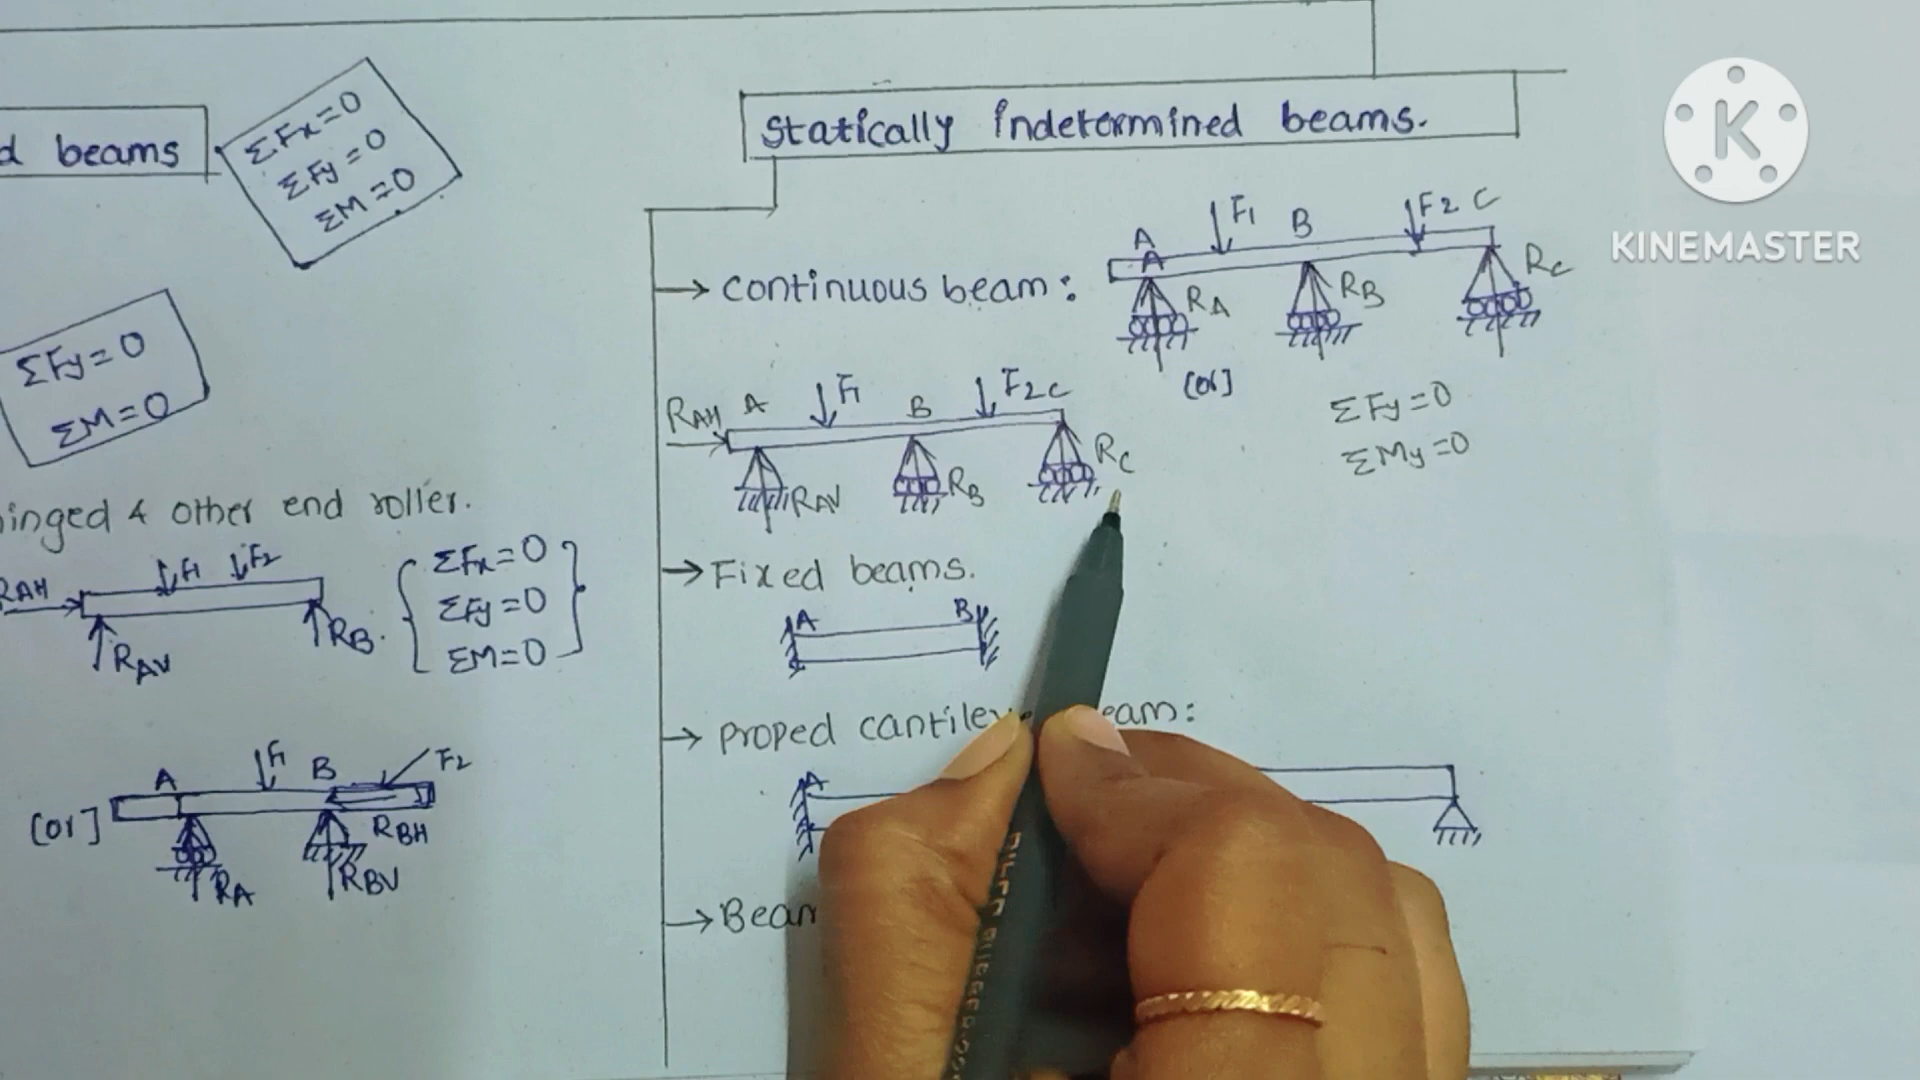 d beams
ΣFx=0
ΣFy=0
ΣM=0
ΣFy=0
ΣM=0
hinged & other end roller.
RAH
F1
F2
RAV
RB.
ΣFx=0
ΣFy=0
ΣM=0
[or]
A
F1
B
F2
RBH
RA
RBV
Statically indetermined beams.
→ continuous beam:
A
A
F1
B
F2 C
RA
RB
RC
[or]
ΣFy=0
ΣMy=0
RAH
A
F1
B
F2 C
RAV
RB
RC
→ Fixed beams.
A
B
→ Proped cantile eam:
A
→ Beam
K
KINEMASTER